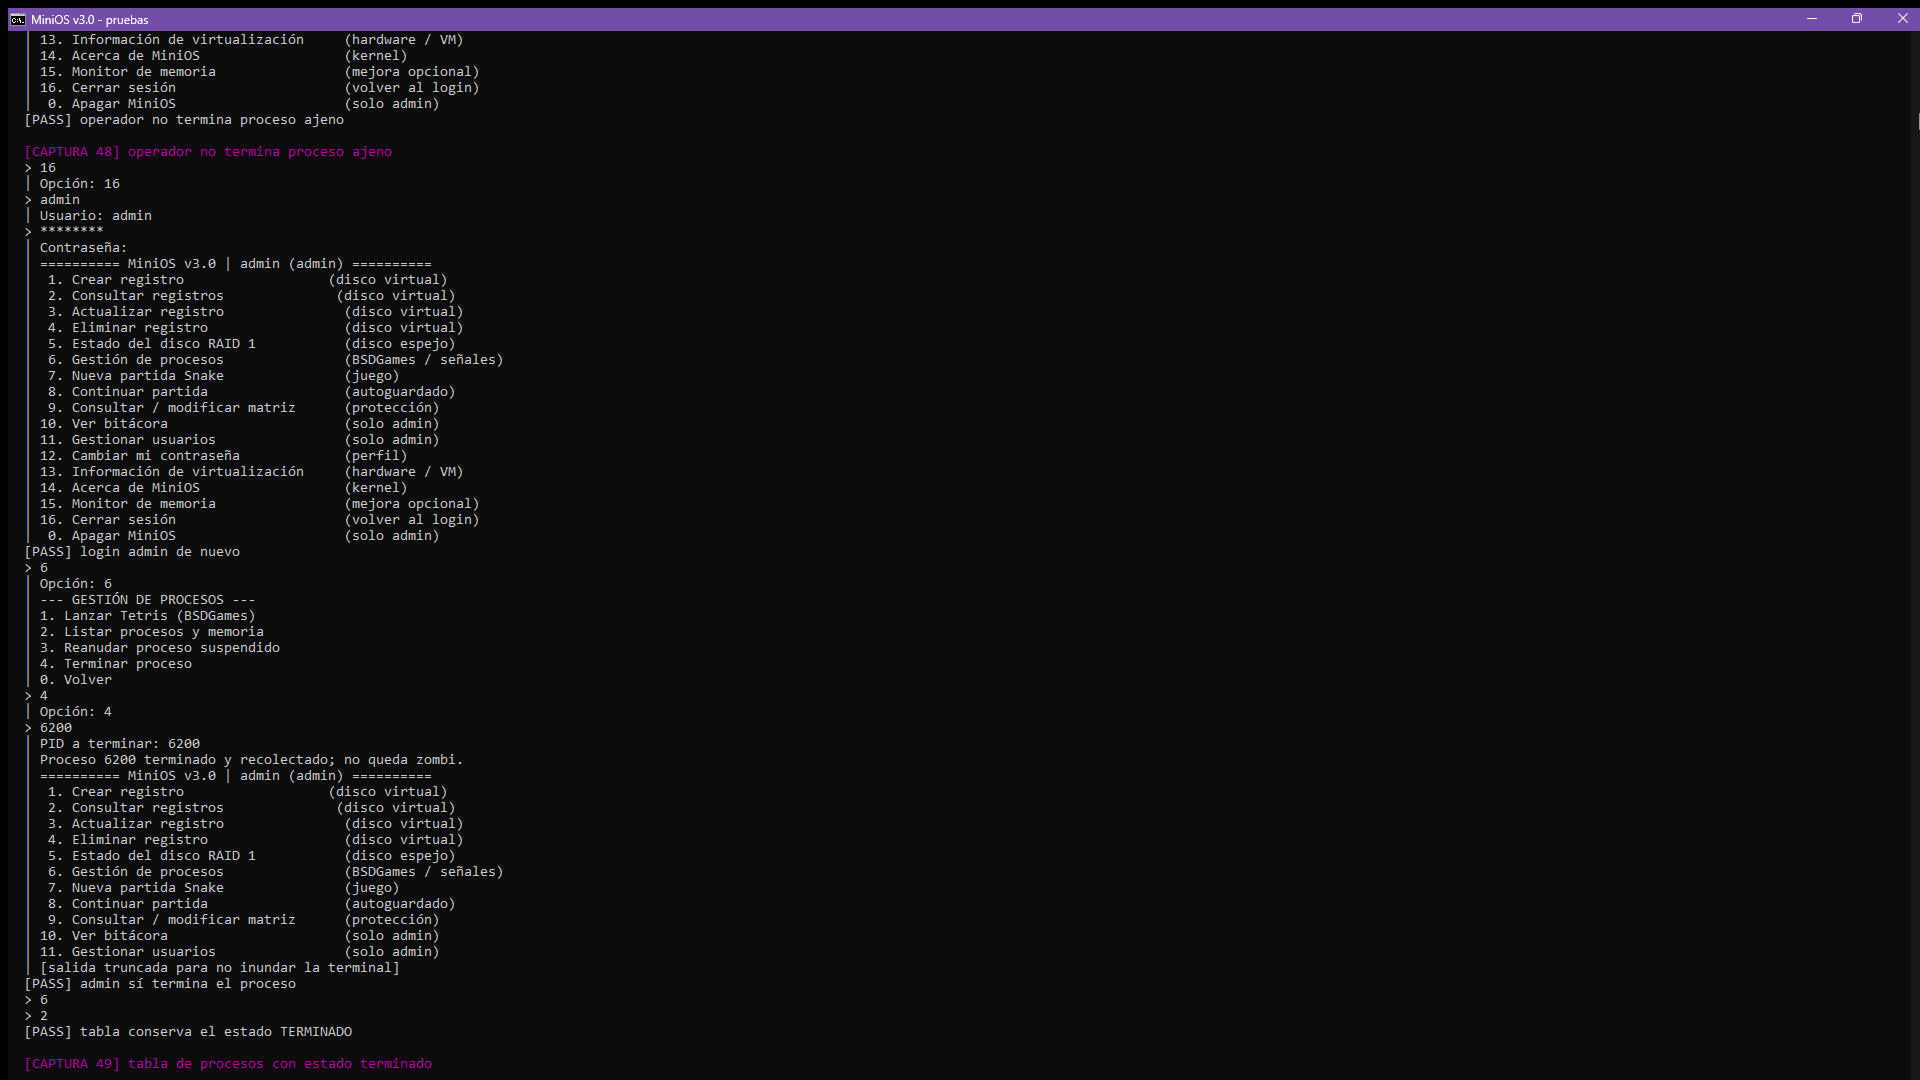 MiniOS v3.0 - pruebas
| 13. Información de virtualización     (hardware / VM)
| 14. Acerca de MiniOS                  (kernel)
| 15. Monitor de memoria                (mejora opcional)
| 16. Cerrar sesión                     (volver al login)
|  0. Apagar MiniOS                     (solo admin)
[PASS] operador no termina proceso ajeno
[CAPTURA 48] operador no termina proceso ajeno
> 16
| Opción: 16
> admin
| Usuario: admin
> ********
| Contraseña:
| ========== MiniOS v3.0 | admin (admin) ==========
|  1. Crear registro                  (disco virtual)
|  2. Consultar registros              (disco virtual)
|  3. Actualizar registro               (disco virtual)
|  4. Eliminar registro                 (disco virtual)
|  5. Estado del disco RAID 1           (disco espejo)
|  6. Gestión de procesos               (BSDGames / señales)
|  7. Nueva partida Snake               (juego)
|  8. Continuar partida                 (autoguardado)
|  9. Consultar / modificar matriz      (protección)
| 10. Ver bitácora                      (solo admin)
| 11. Gestionar usuarios                (solo admin)
| 12. Cambiar mi contraseña             (perfil)
| 13. Información de virtualización     (hardware / VM)
| 14. Acerca de MiniOS                  (kernel)
| 15. Monitor de memoria                (mejora opcional)
| 16. Cerrar sesión                     (volver al login)
|  0. Apagar MiniOS                     (solo admin)
[PASS] login admin de nuevo
> 6
| Opción: 6
| --- GESTIÓN DE PROCESOS ---
| 1. Lanzar Tetris (BSDGames)
| 2. Listar procesos y memoria
| 3. Reanudar proceso suspendido
| 4. Terminar proceso
| 0. Volver
> 4
| Opción: 4
> 6200
| PID a terminar: 6200
| Proceso 6200 terminado y recolectado; no queda zombi.
| ========== MiniOS v3.0 | admin (admin) ==========
|  1. Crear registro                  (disco virtual)
|  2. Consultar registros              (disco virtual)
|  3. Actualizar registro               (disco virtual)
|  4. Eliminar registro                 (disco virtual)
|  5. Estado del disco RAID 1           (disco espejo)
|  6. Gestión de procesos               (BSDGames / señales)
|  7. Nueva partida Snake               (juego)
|  8. Continuar partida                 (autoguardado)
|  9. Consultar / modificar matriz      (protección)
| 10. Ver bitácora                      (solo admin)
| 11. Gestionar usuarios                (solo admin)
| [salida truncada para no inundar la terminal]
[PASS] admin sí termina el proceso
> 6
> 2
[PASS] tabla conserva el estado TERMINADO
[CAPTURA 49] tabla de procesos con estado terminado